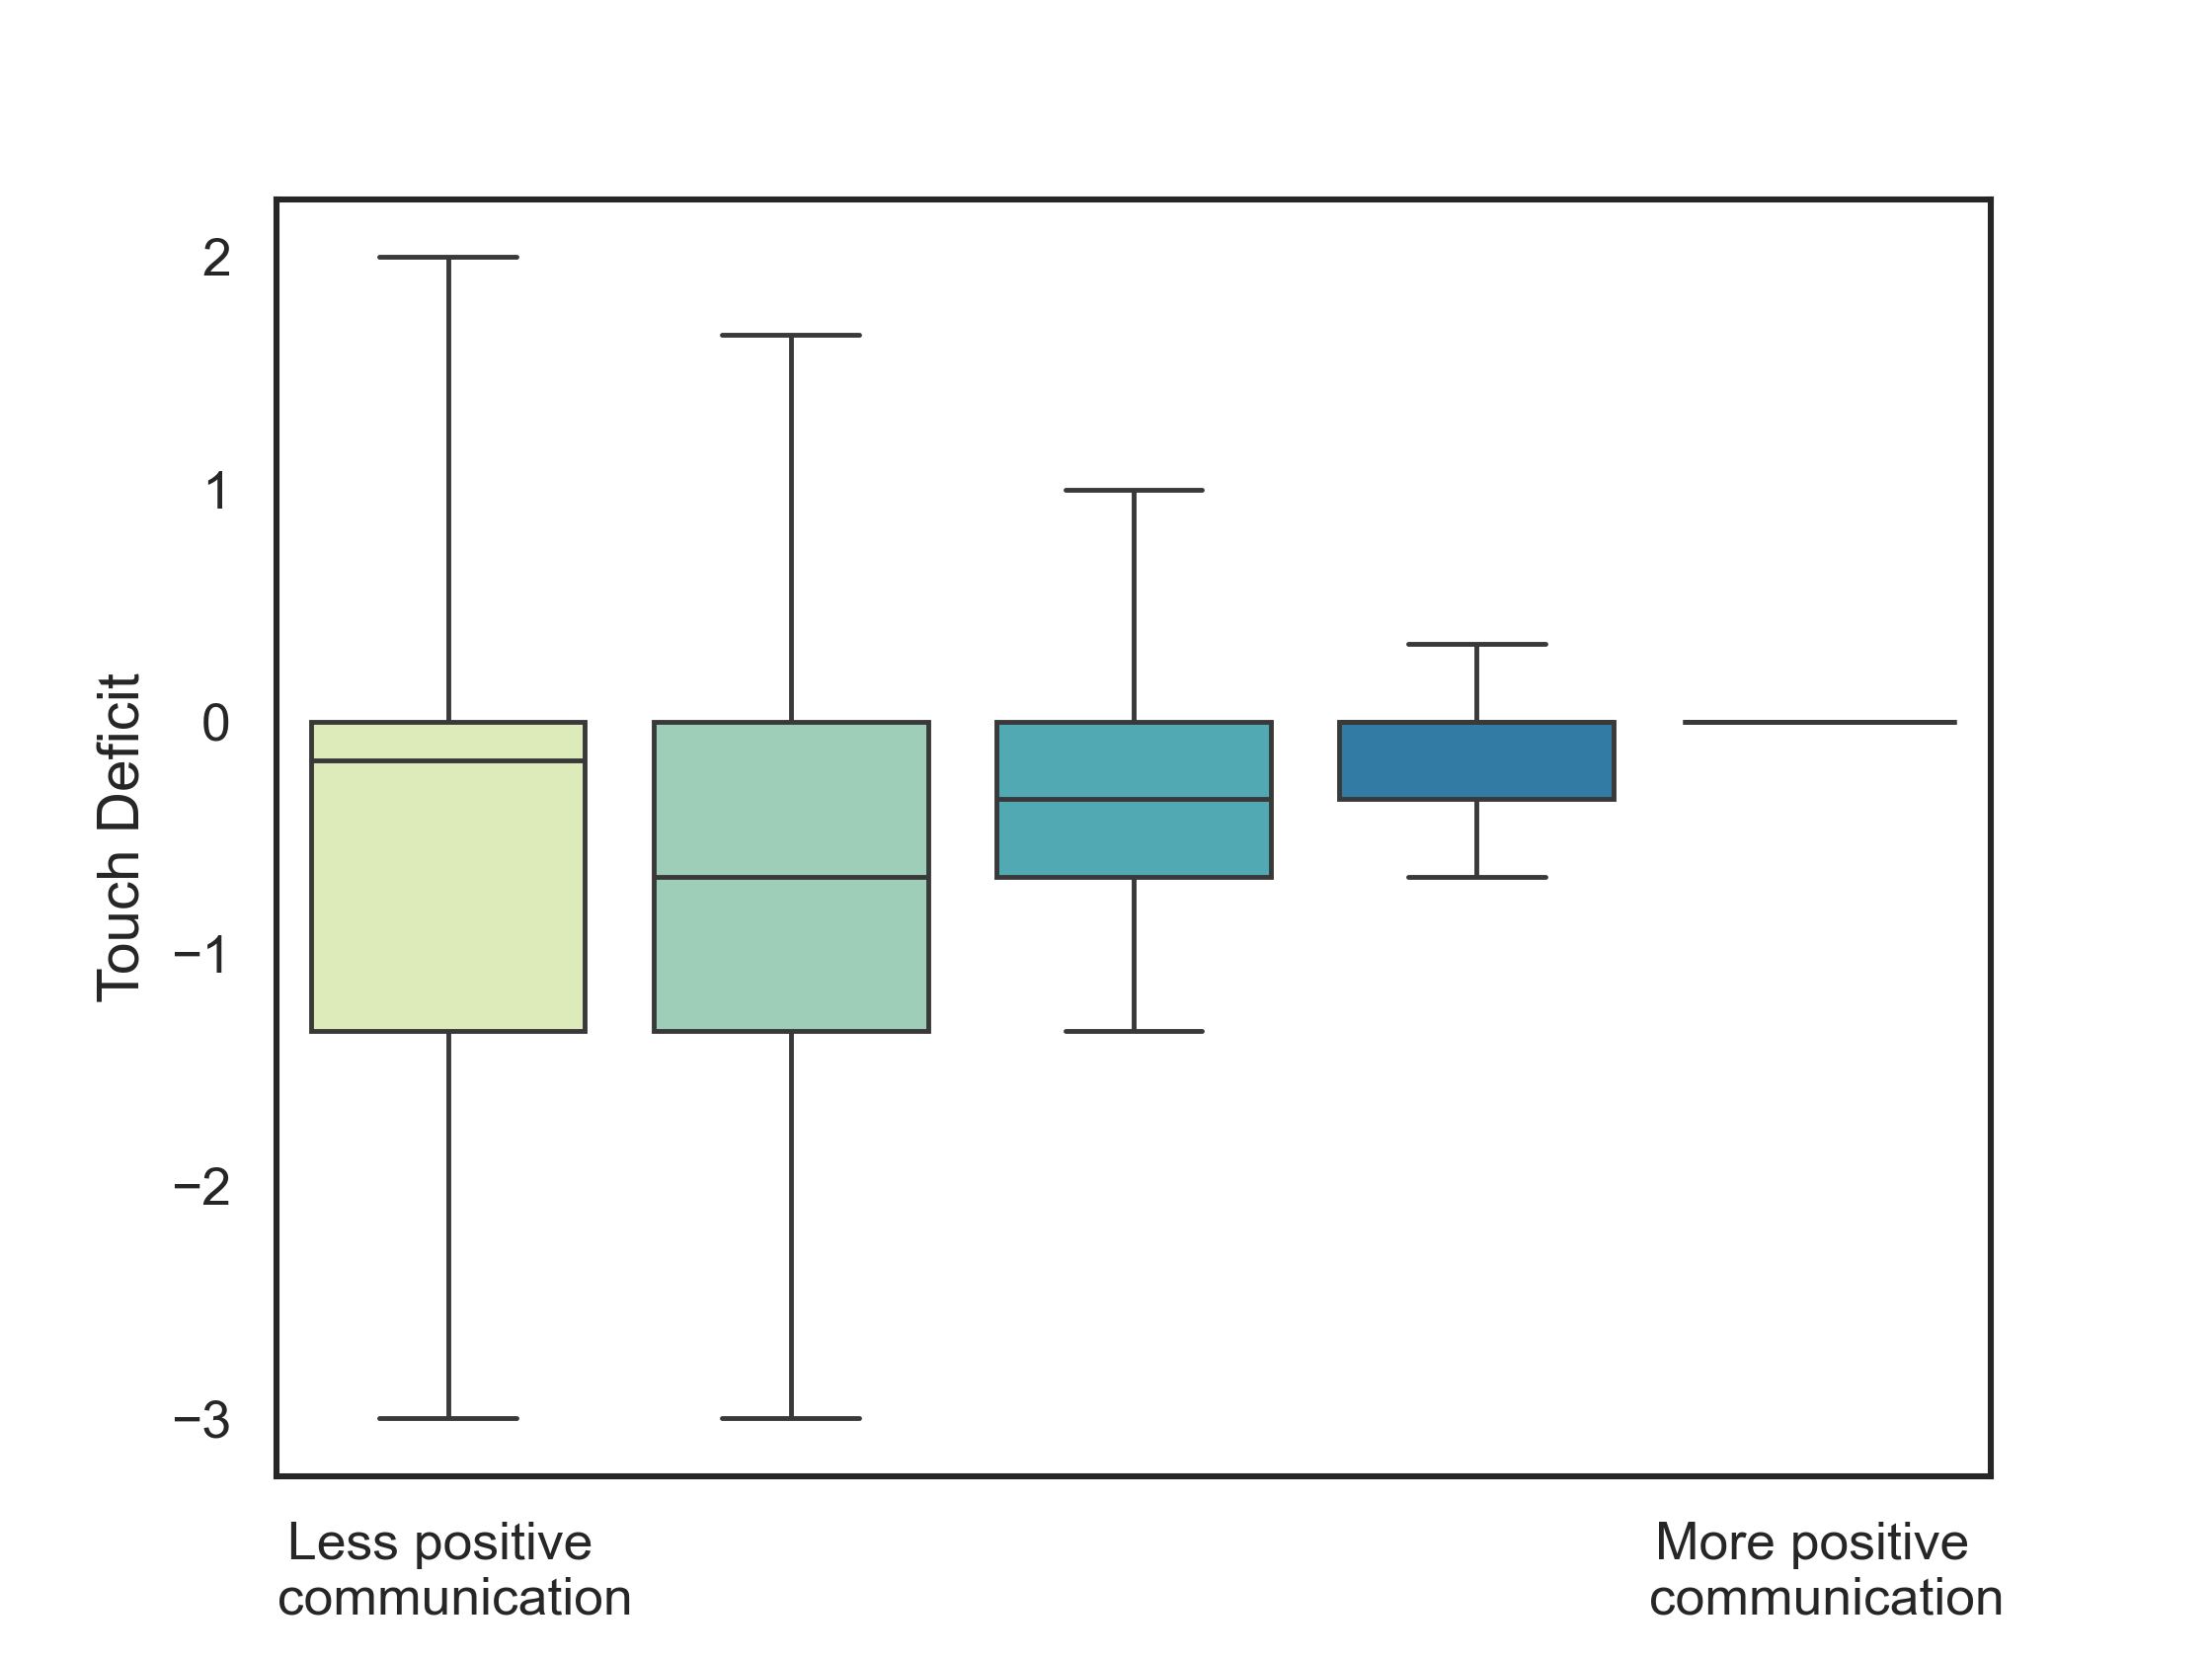 2
1
0
−1
−2
−3
Touch Deficit
Less positive
communication
More positive
communication